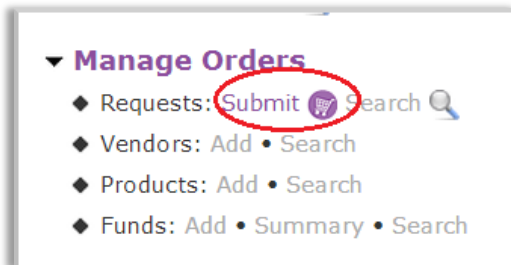 Manage Orders
Requests: Submit Search
Vendors: Add • Search
Products: Add • Search
Funds: Add • Summary • Search